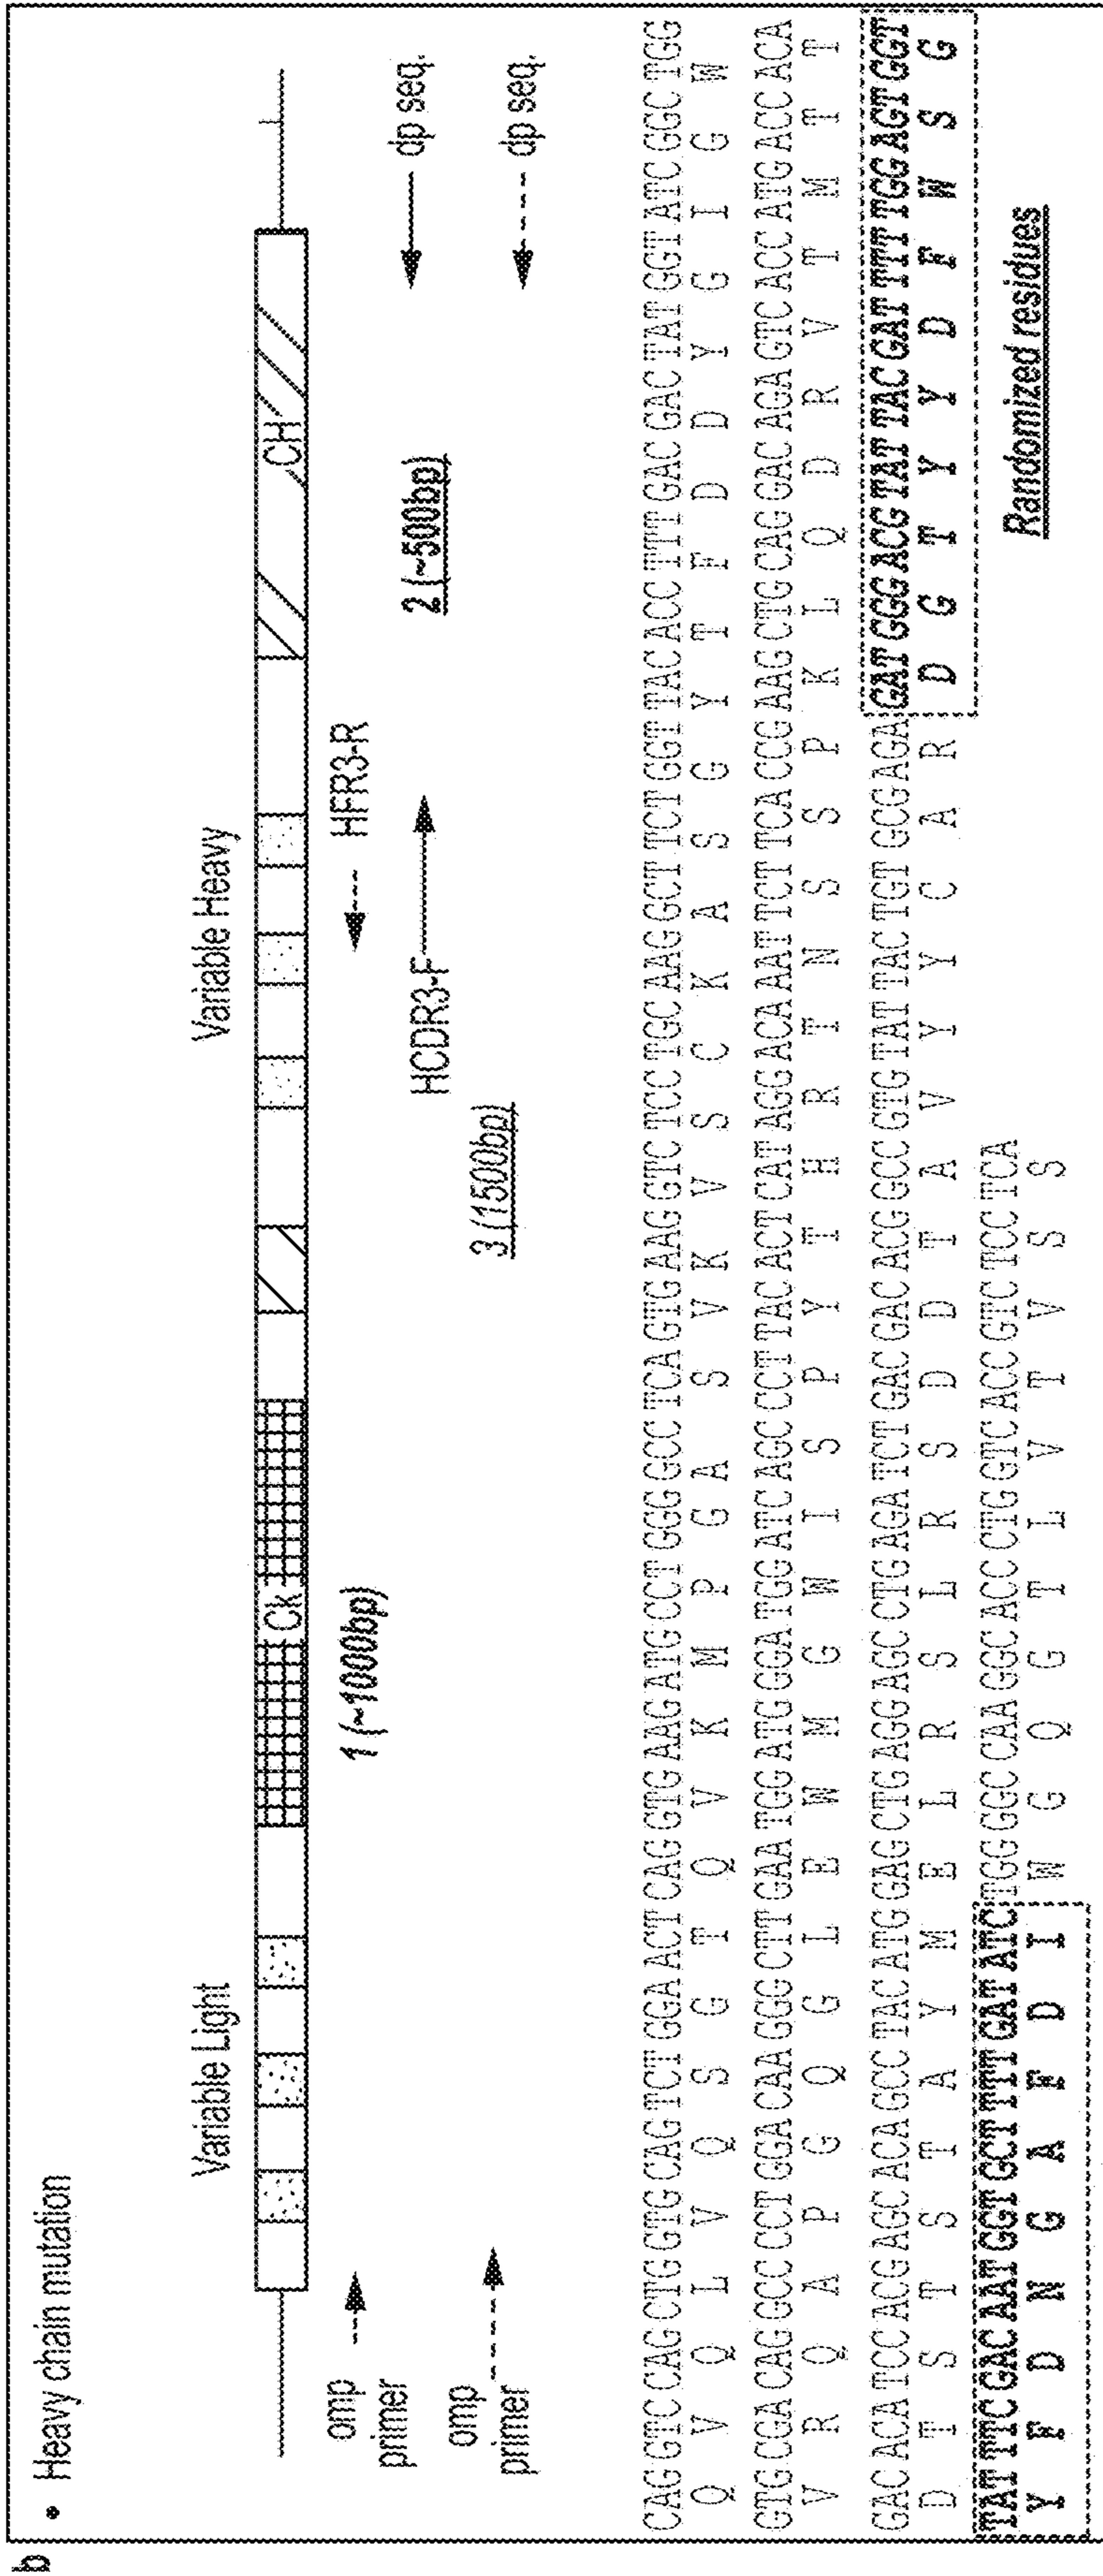 b
• Heavy chain mutation
Variable Light
Variable Heavy
Ck
CH
omp primer
1 (~1000bp)
HFR3-R
HCDR3-F
2 (~500bp)
dp seq.
omp primer
3 (1500bp)
dp seq.
CAG GTC CAG CTG GTG CAG TCT GGA ACT CAG GTG AAG ATG CCT GGG GCC TCA GTG AAG GTC TCC TGC AAG GCT TCT GGT TAC ACC TTT GAC GAC TAT GGT ATC GGC TGG
Q V Q L V Q S G T Q V K M P G A S V K V S C K A S G Y T F D D Y G I G W
GTG CGA CAG GCC CCT GGA CAA GGG CTT GAA TGG ATG GGA TGG ATC AGC CCT TAC ACT CAT AGG ACA AAT TCT TCA CCG AAG CTG CAG GAC AGA GTC ACC ATG ACC ACA
V R Q A P G Q G L E W M G W I S P Y T H R T N S S P K L Q D R V T M T T
GAC ACA TCC ACG AGC ACA GCC TAC ATG GAG CTG AGG AGC CTG AGA TCT GAC GAC ACG GCC GTG TAT TAC TGT GCG AGA GAT GGG ACG TAT TAC GAT TTT TGG AGT GGT
D T S T S T A Y M E L R S L R S D D T A V Y Y C A R D G T Y Y D F W S G
TAT TTC GAC AAT GGT GCT TTT GAT ATC TGG GGC CAA GGC ACC CTG GTC ACC GTC TCC TCA
Y F D N G A F D I W G Q G T L V T V S S
Randomized residues